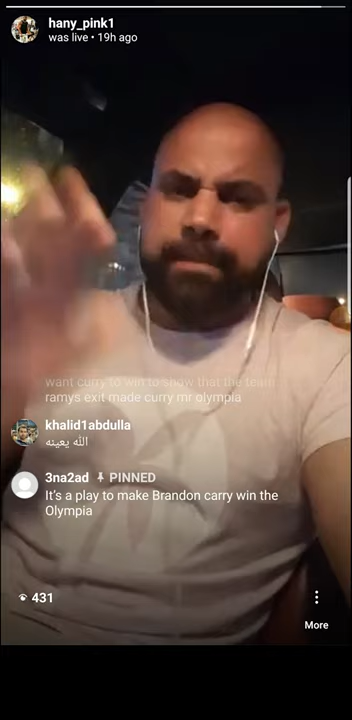 hany_pink1
was live • 19h ago
want curry to win to show that the team
ramys exit made curry mr olympia
khalid1abdulla
الله يعينه
3na2ad PINNED
It's a play to make Brandon carry win the
Olympia
431
More